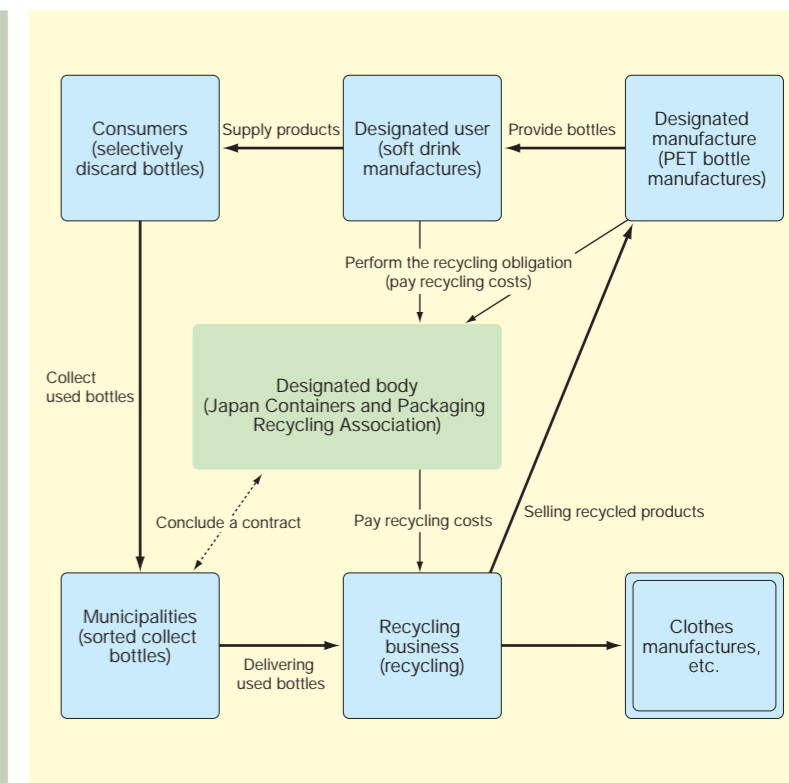 Consumers
(selectively
discard bottles)
Supply products
Designated user
(soft drink
manufactures)
Provide bottles
Designated
manufacture
(PET bottle
manufactures)
Perform the recycling obligation
(pay recycling costs)
Collect
used bottles
Designated body
(Japan Containers and Packaging
Recycling Association)
Conclude a contract
Pay recycling costs
Selling recycled products
Municipalities
(sorted collect
bottles)
Delivering
used bottles
Recycling
business
(recycling)
Clothes
manufactures,
etc.